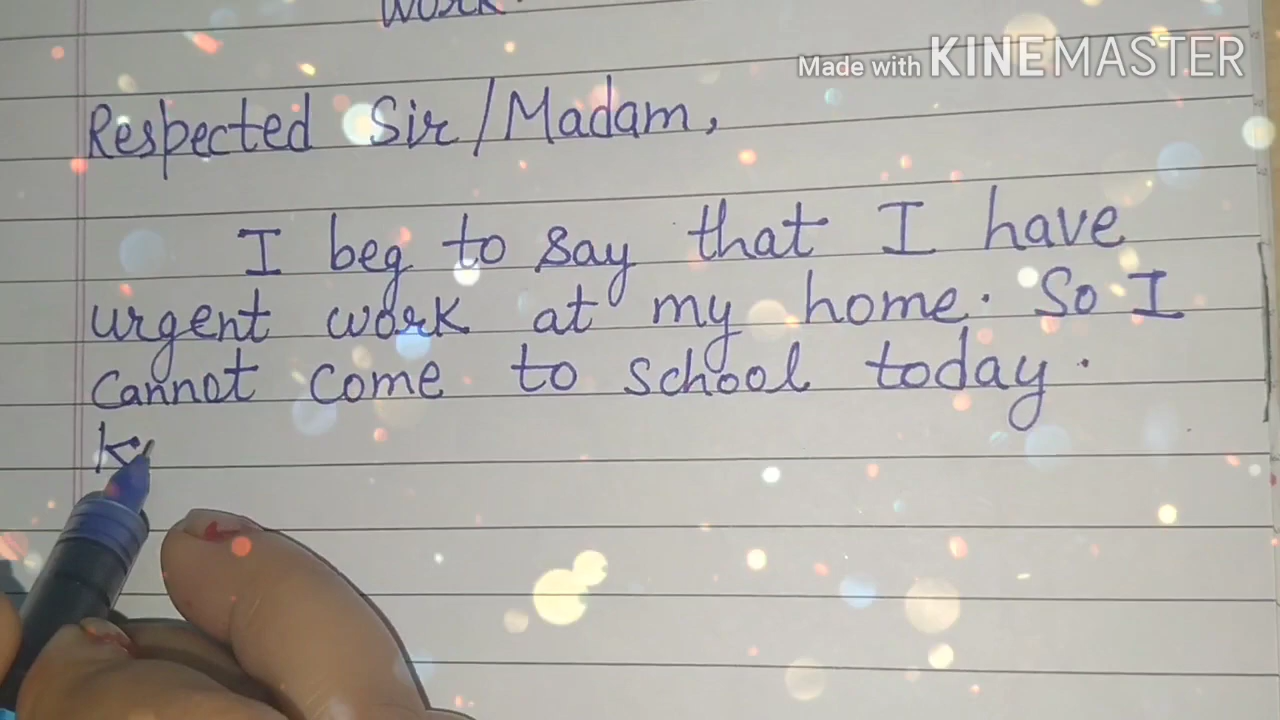 work.
Made with KINEMASTER
Respected Sir/Madam,
I beg to say that I have
urgent work at my home. So I
cannot come to school today.